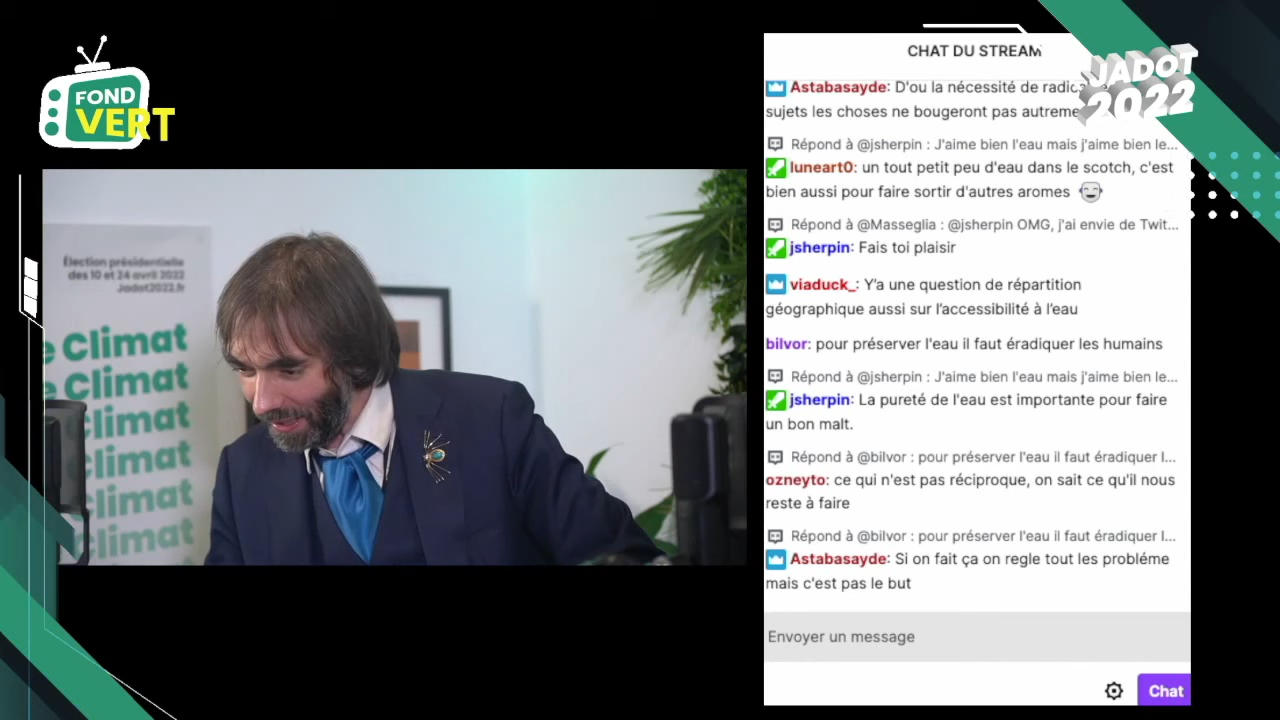 FOND
VERT
Élection présidentielle
des 10 et 24 avril 2022
Jadot2022.fr
e Climat
e Climat
Climat
Climat
Climat
Climat
CHAT DU STREAM
JADOT
2022
Astabasayde: D'ou la nécessité de
sujets les choses ne bougeront pas
Répond à @jsherpin : J'aime bien l'eau mais j'aime bien le...
luneart0: un tout petit peu d'eau dans le scotch, c'est
bien aussi pour faire sortir d'autres aromes
Répond à @Masseglia : @jsherpin OMG, j'ai envie de Twit...
jsherpin: Fais toi plaisir
viaduck_: Y'a une question de répartition
géographique aussi sur l'accessibilité à l'eau
bilvor: pour préserver l'eau il faut éradiquer les humains
Répond à @jsherpin : J'aime bien l'eau mais j'aime bien le...
jsherpin: La pureté de l'eau est importante pour faire
un bon malt.
Répond à @bilvor : pour préserver l'eau il faut éradiquer l...
ozneyto: ce qui n'est pas réciproque, on sait ce qu'il nous
reste à faire
Répond à @bilvor : pour préserver l'eau il faut éradiquer l...
Astabasayde: Si on fait ça on regle tout les probléme
mais c'est pas le but
Envoyer un message
Chat